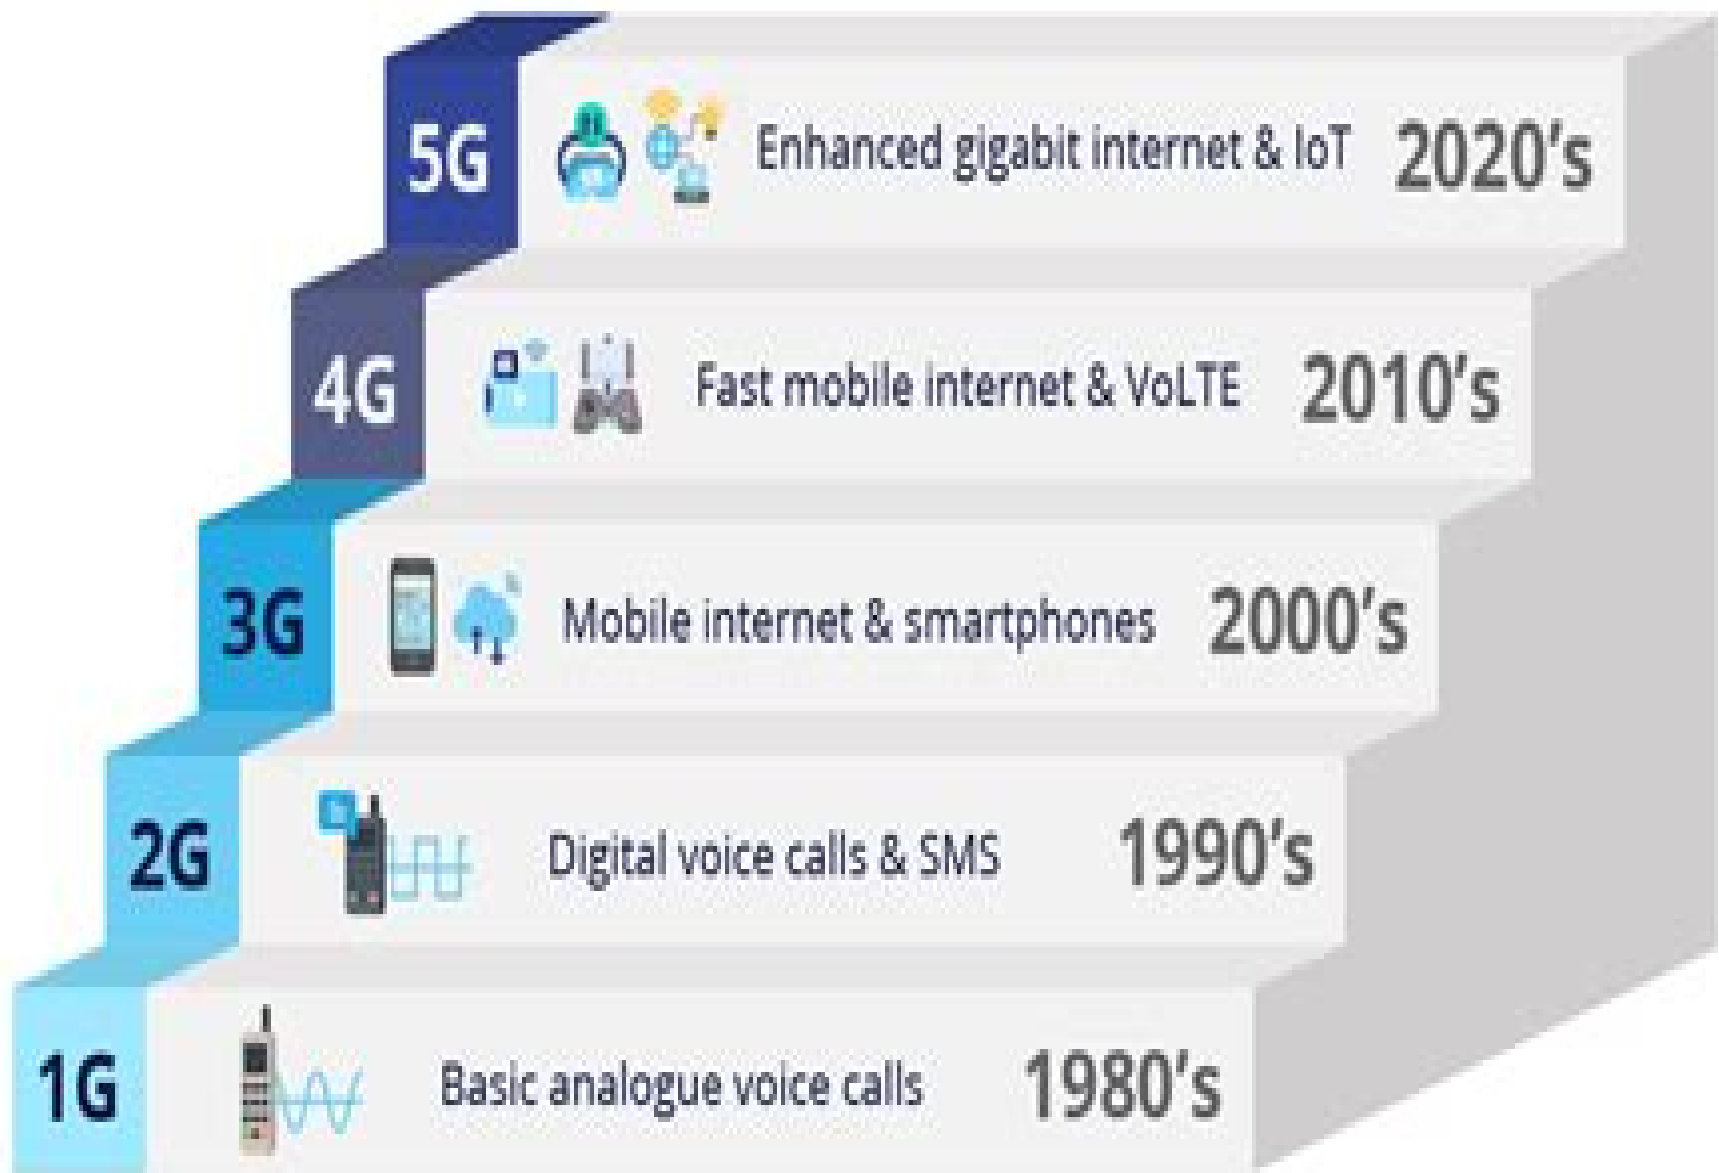 5G Enhanced gigabit internet & IoT 2020's
4G Fast mobile internet & VoLTE 2010's
3G Mobile internet & smartphones 2000's
2G Digital voice calls & SMS 1990's
1G Basic analogue voice calls 1980's